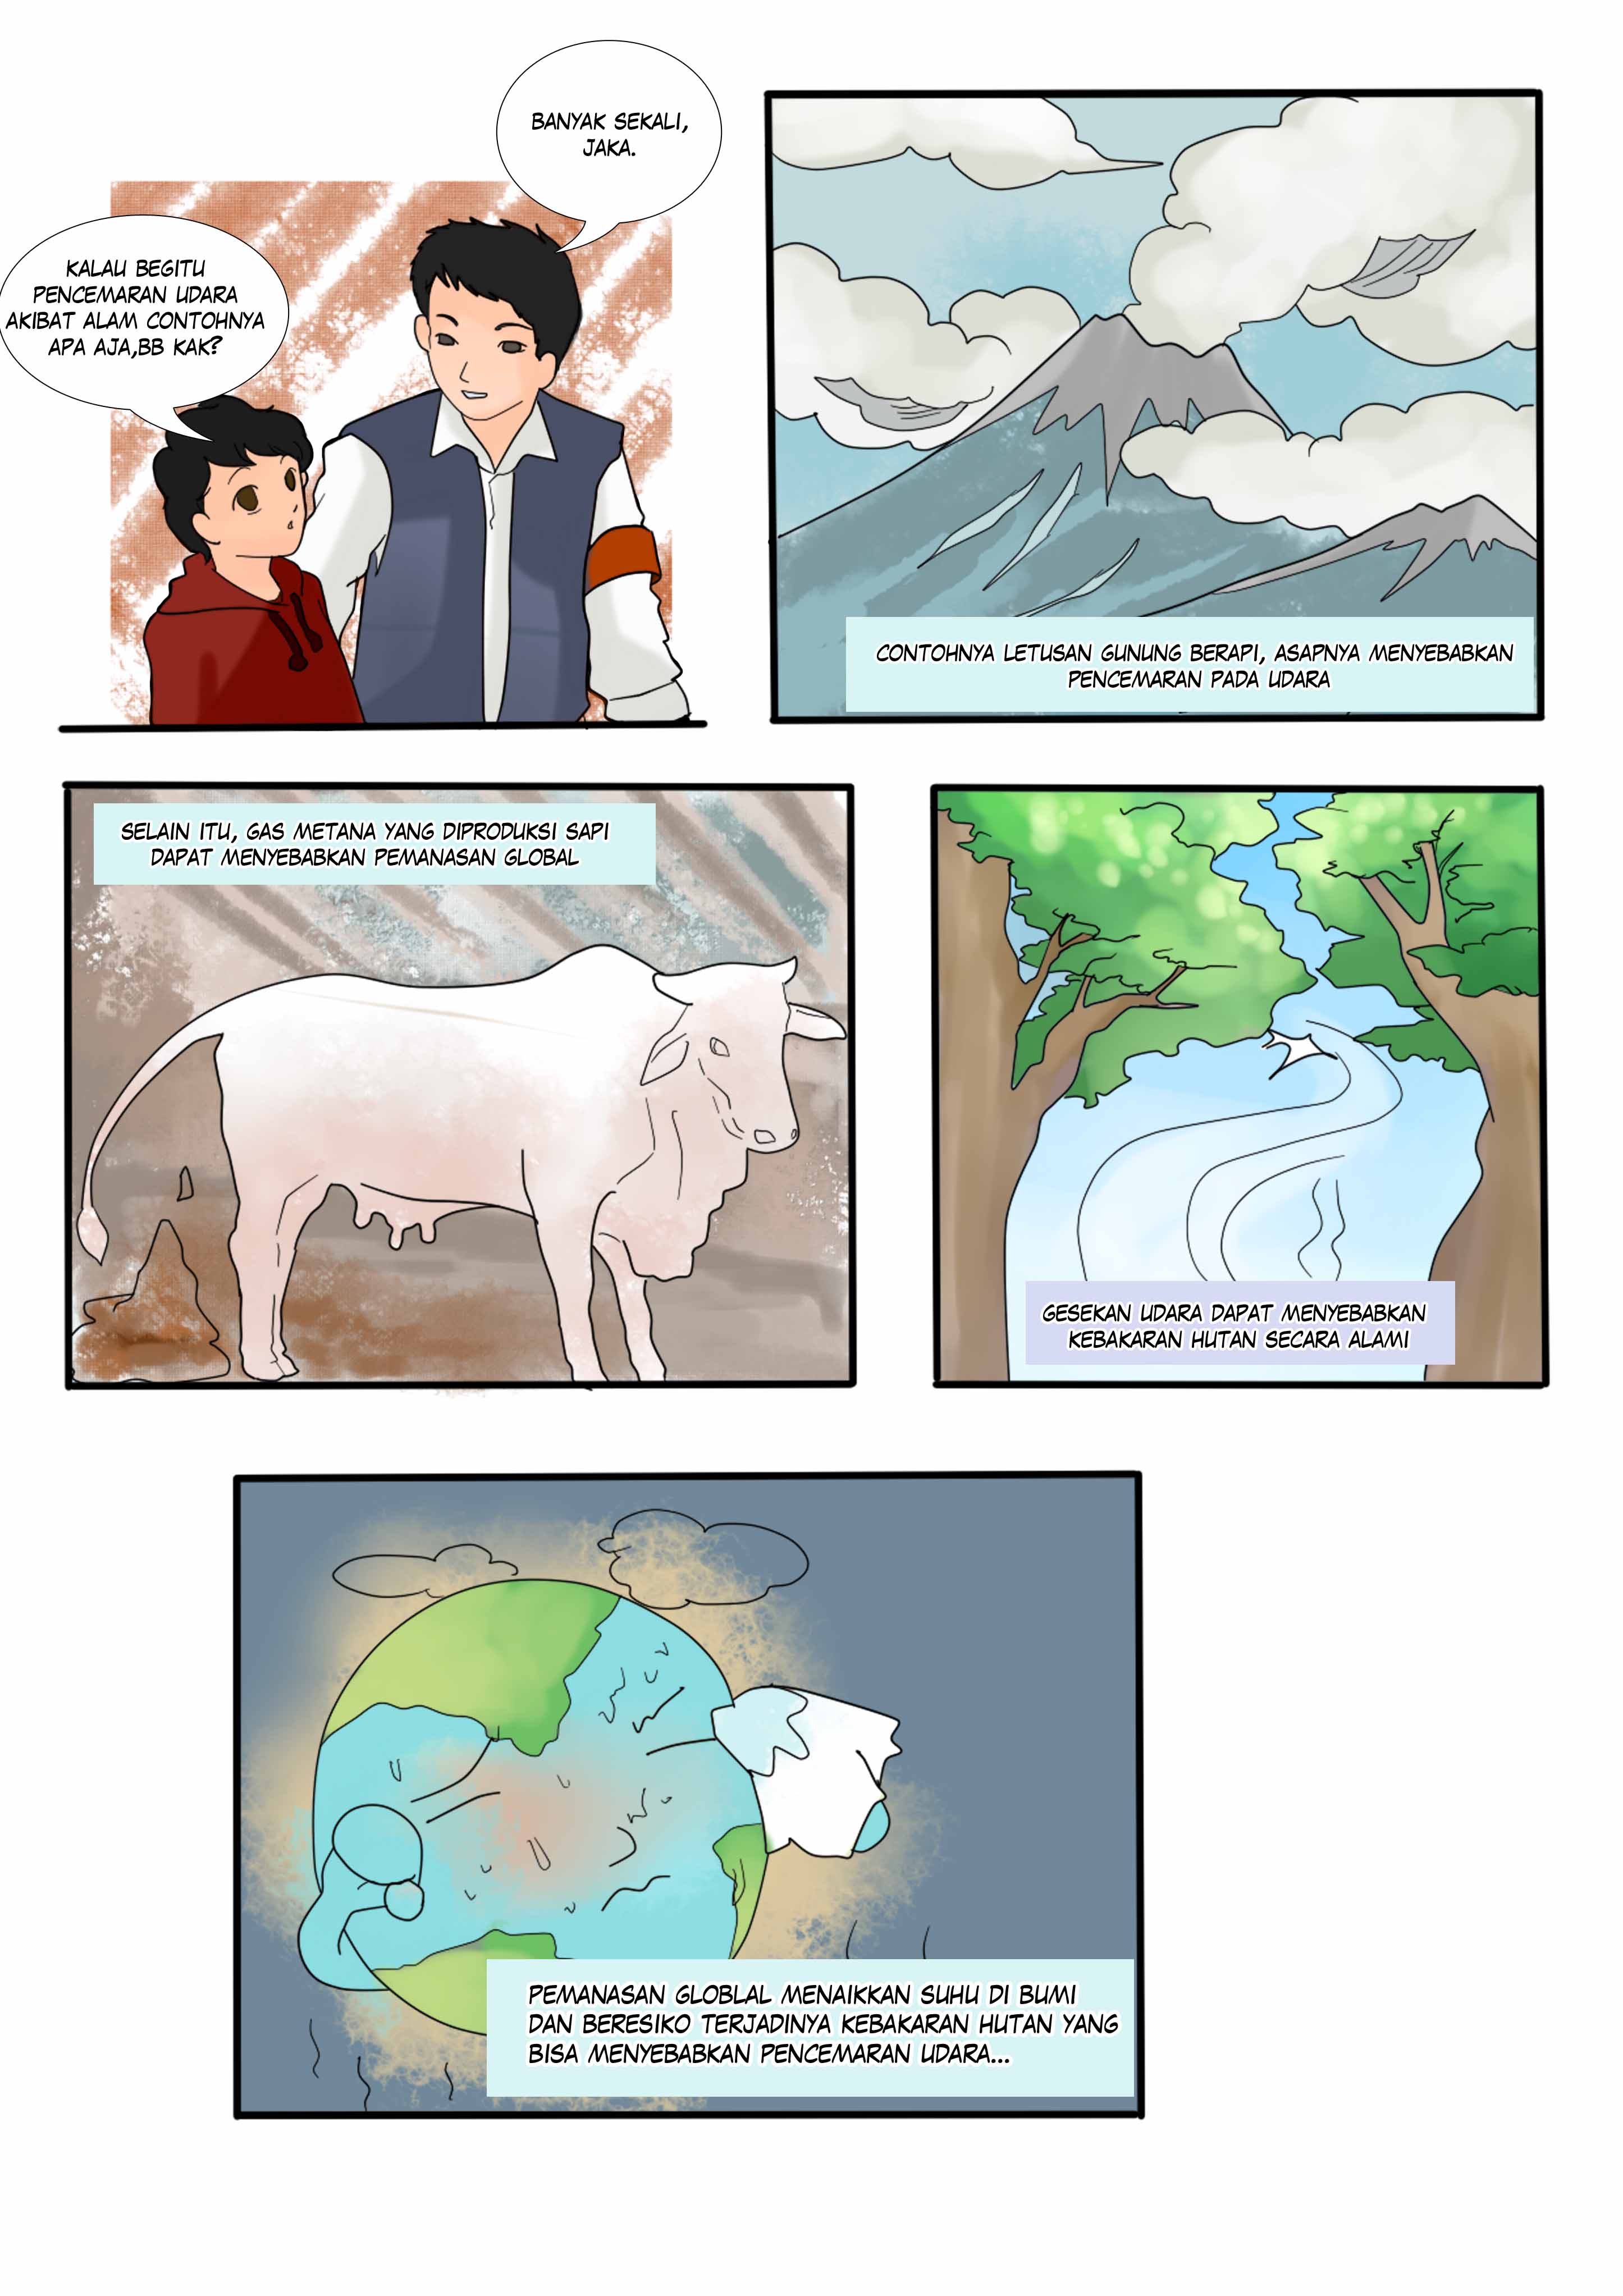 KALAU BEGITU
PENCEMARAN UDARA
AKIBAT ALAM CONTOHNYA
APA AJA,BB KAK?
BANYAK SEKALI,
JAKA.
CONTOHNYA LETUSAN GUNUNG BERAPI, ASAPNYA MENYEBABKAN
PENCEMARAN PADA UDARA
SELAIN ITU, GAS METANA YANG DIPRODUKSI SAPI
DAPAT MENYEBABKAN PEMANASAN GLOBAL
GESEKAN UDARA DAPAT MENYEBABKAN
KEBAKARAN HUTAN SECARA ALAMI
PEMANASAN GLOBLAL MENAIKKAN SUHU DI BUMI
DAN BERESIKO TERJADINYA KEBAKARAN HUTAN YANG
BISA MENYEBABKAN PENCEMARAN UDARA...